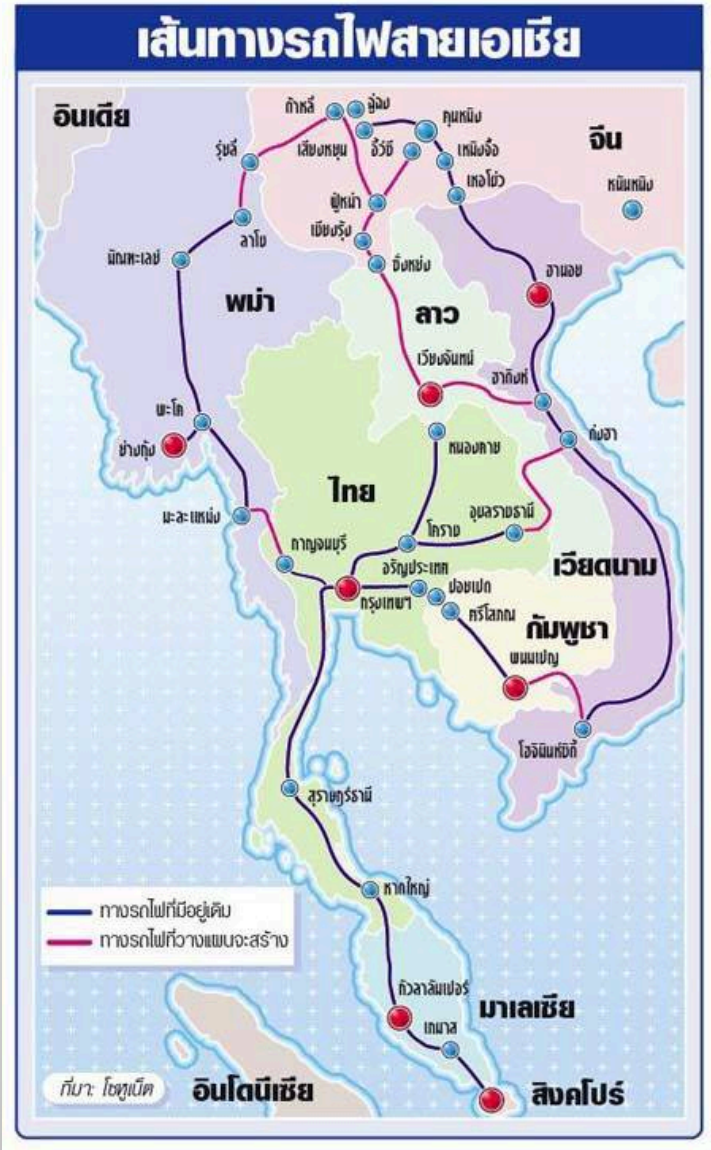 เส้นทางรถไฟสายเอเชีย
อินเดีย
ต้าหลี่
ฉู่ฉง
คุนหมิง
จีน
รุ่ยลี่
เสียงหยุน
อี้ว์ซี
เหมิงจื้อ
เหอโข่ว
หนันหนิง
ผู่หม่า
ลาโช
เชียงรุ้ง
มัณฑะเลย์
ฮานอย
พม่า
ลาว
เวียงจันทน์
ฮาติงห์
พะโค
ย่างกุ้ง
หนองคาย
ด่งฮา
ไทย
มะละแหม่ง
อุบลราชธานี
โคราช
กาญจนบุรี
อรัญประเทศ
เวียดนาม
ปอยเปต
กรุงเทพฯ
ศรีโสภณ
กัมพูชา
พนมเปญ
โฮจิมินห์ซิตี้
สุราษฎร์ธานี
หาดใหญ่
ทางรถไฟที่มีอยู่เดิม
ทางรถไฟที่วางแผนจะสร้าง
กัวลาลัมเปอร์
มาเลเซีย
เกมาส
ที่มา: โชทูเน็ต
อินโดนีเซีย
สิงคโปร์